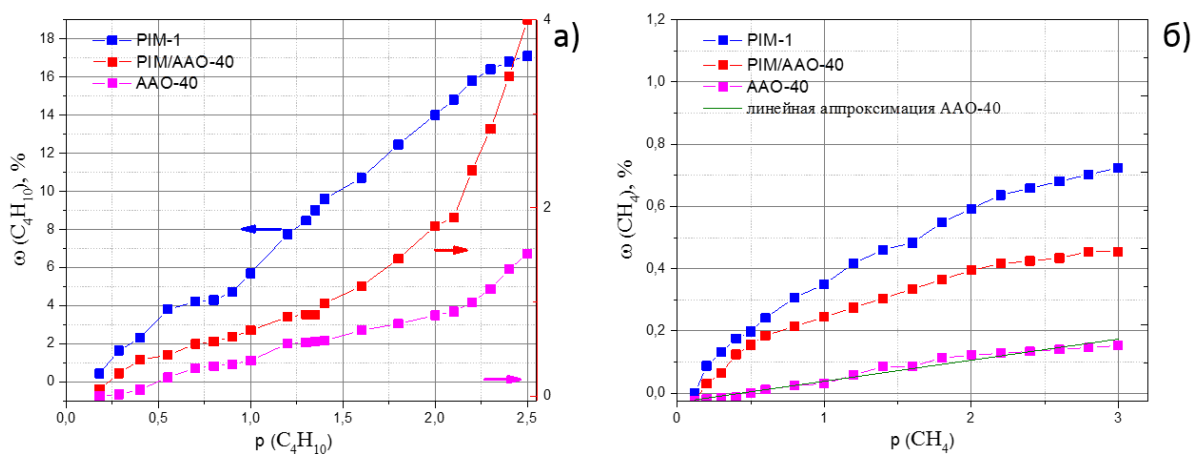 а)
PIM-1
PIM/AAO-40
AAO-40
ω (C₄H₁₀), %
18
16
14
12
10
8
6
4
2
0
4
2
0
0,0 0,5 1,0 1,5 2,0 2,5
p (C₄H₁₀)
б)
PIM-1
PIM/AAO-40
AAO-40
линейная аппроксимация AAO-40
ω (CH₄), %
1,2
1,0
0,8
0,6
0,4
0,2
0,0
0 1 2 3
p (CH₄)